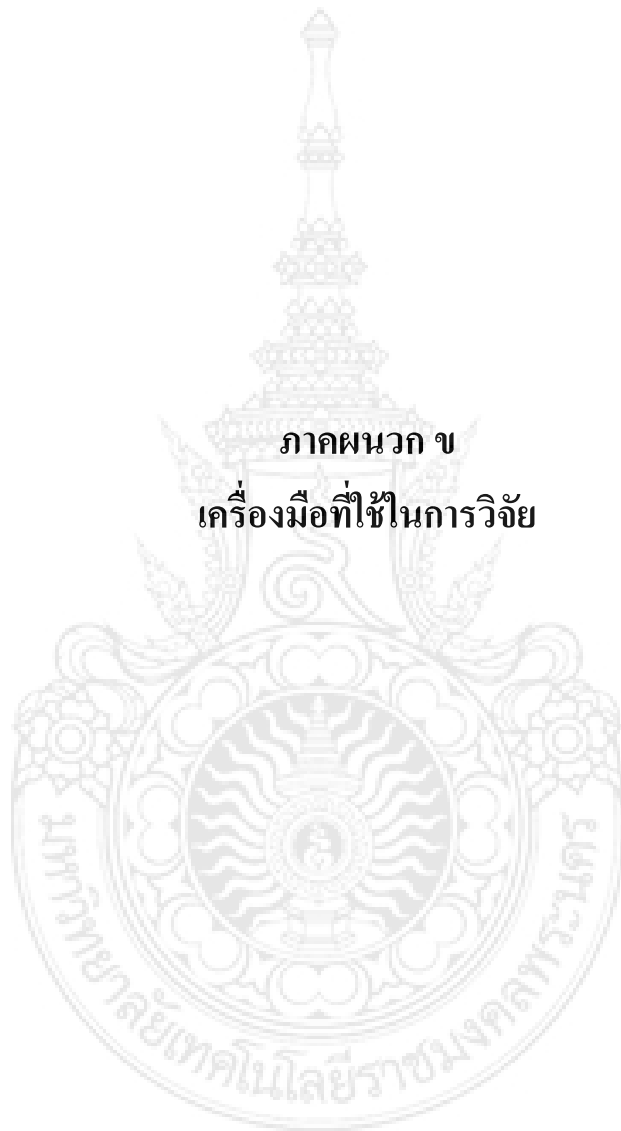 ภาคผนวก ข
เครื่องมือที่ใช้ในการวิจัย
มหาวิทยาลัยเทคโนโลยีราชมงคลพระนคร